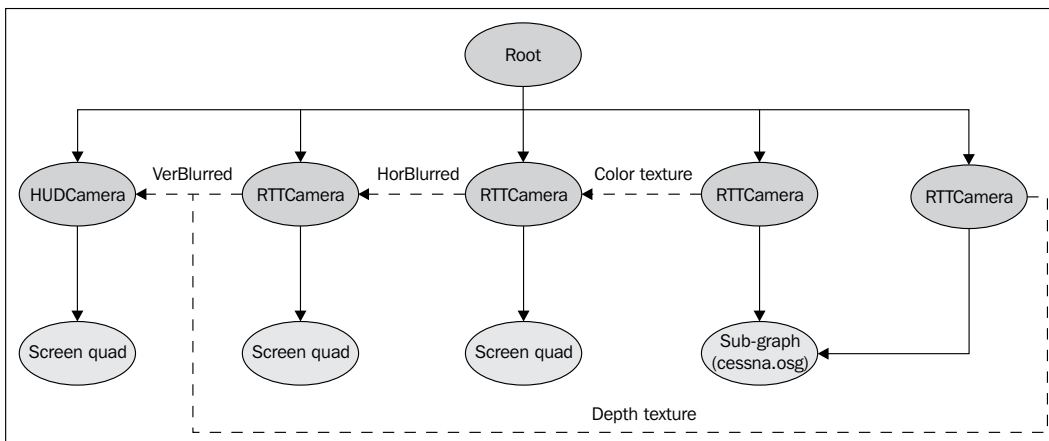 Root
HUDCamera
VerBlurred
RTTCamera
HorBlurred
RTTCamera
Color texture
RTTCamera
RTTCamera
Screen quad
Screen quad
Screen quad
Sub-graph
(cessna.osg)
Depth texture